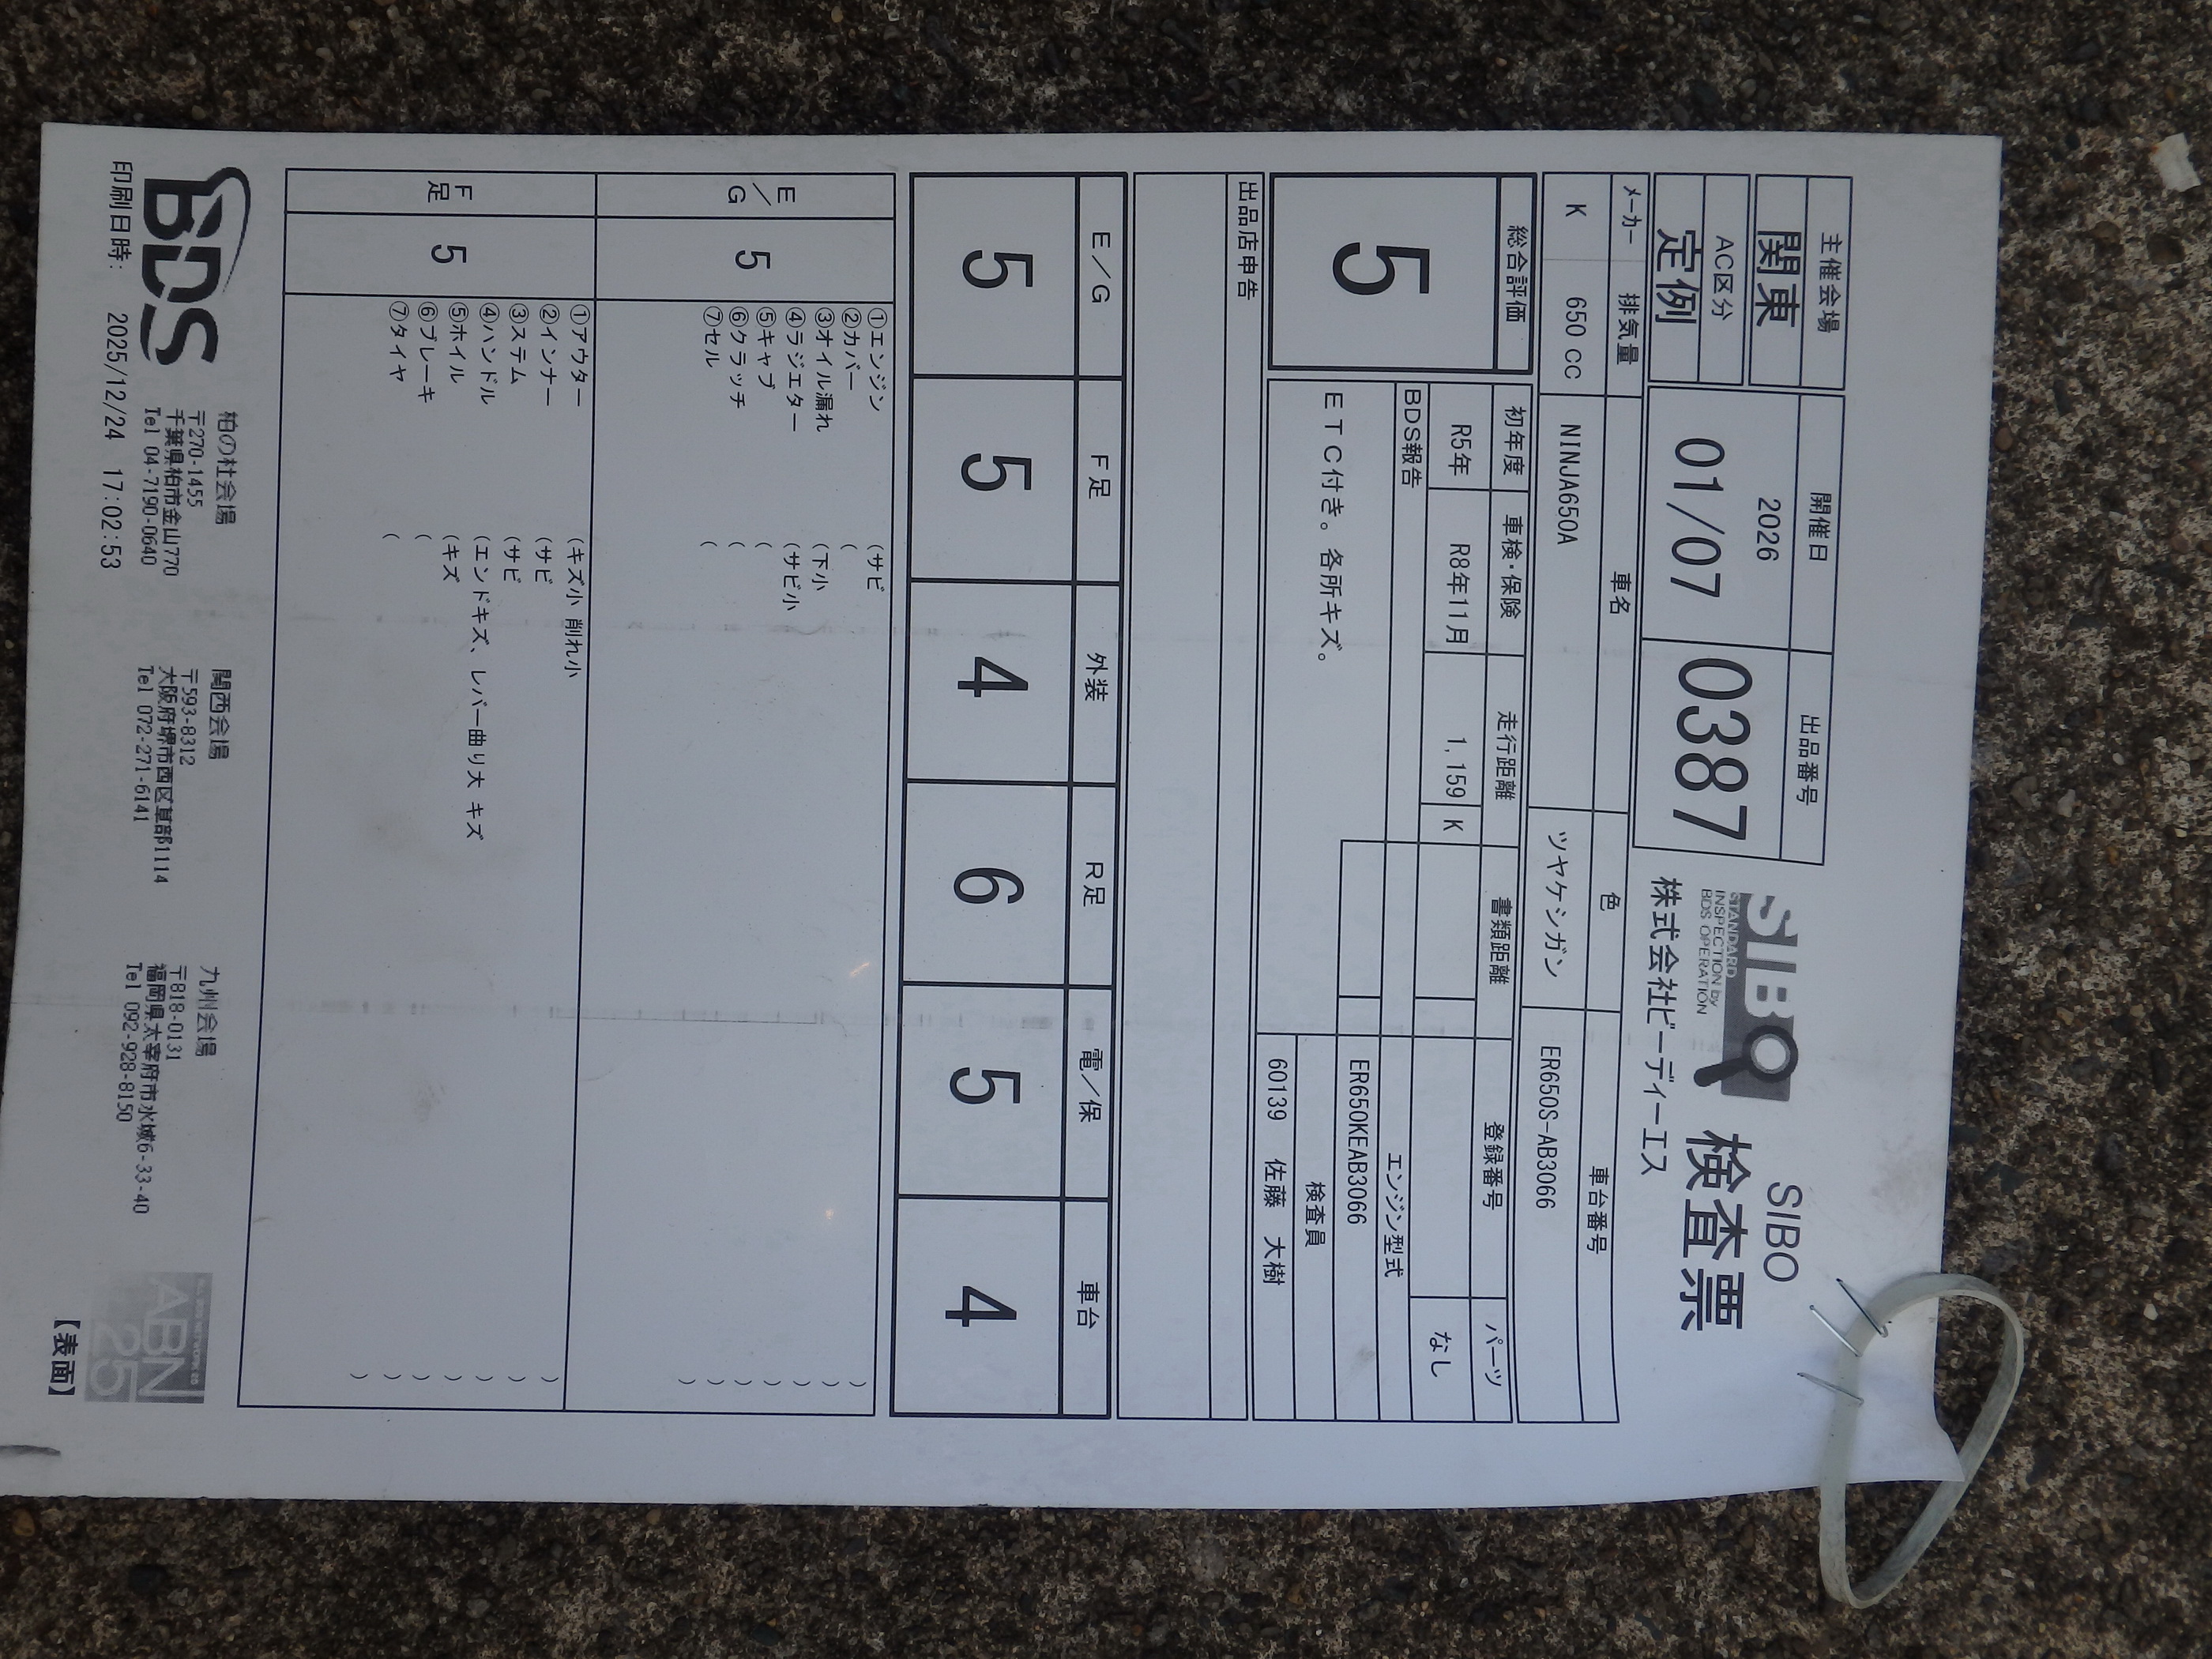 主催会場 開催日 出品番号
関東 2026 01/07 0387
AC区分
定例
SIBO
STANDARD
INSPECTION by
BDS OPERATION
SIBO
検査票
株式会社ビーディーエス
メーカー 排気量 車名 色 車台番号
K 650 CC NINJA650A ツヤケシガン ER650S-AB3066
総合評価 初年度 車検・保険 走行距離 書類距離 登録番号 パーツ
5 R5年 R8年11月 1,159 K なし
BDS報告 エンジン型式
ETC付き。各所キズ。 ER650KEAB3066
検査員
60139 佐藤 大樹
出品店申告
E/G F足 外装 R足 電/保 車台
5 5 4 6 5 4
E/G 5
①エンジン (サビ )
②カバー ( )
③オイル漏れ (下小 )
④ラジエター (サビ小 )
⑤キャブ ( )
⑥クラッチ ( )
⑦セル ( )
F足 5
①アウター (キズ小 削れ小 )
②インナー (サビ )
③ステム (サビ )
④ハンドル (エンドキズ、レバー曲り大 キズ )
⑤ホイル (キズ )
⑥ブレーキ ( )
⑦タイヤ ( )
BDS
柏の杜会場
〒270-1455
千葉県柏市金山770
Tel 04-7190-0640
関西会場
〒593-8312
大阪府堺市西区草部1114
Tel 072-271-6141
九州会場
〒818-0131
福岡県太宰府市水城6-33-40
Tel 092-928-8150
ABN
25
印刷日時: 2025/12/24 17:02:53
【表面】